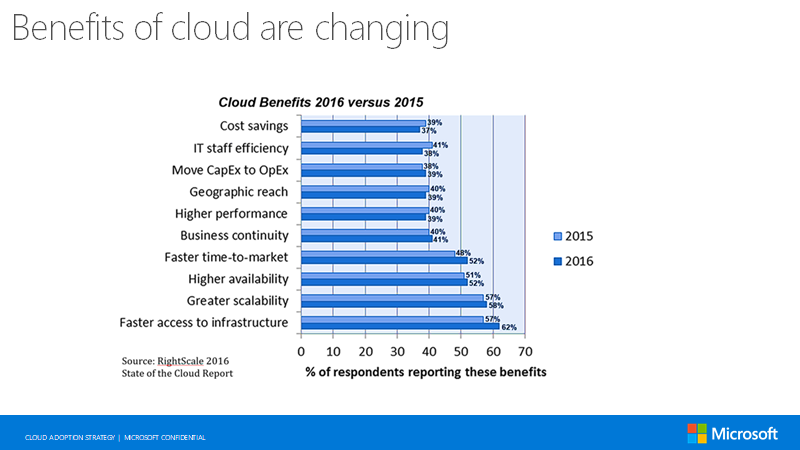 Benefits of cloud are changing
Cloud Benefits 2016 versus 2015
Cost savings 39% 37%
IT staff efficiency 41% 38%
Move CapEx to OpEx 38% 39%
Geographic reach 40% 39%
Higher performance 40% 39%
Business continuity 40% 41%
Faster time-to-market 48% 52%
Higher availability 51% 52%
Greater scalability 57% 58%
Faster access to infrastructure 57% 62%
0 10 20 30 40 50 60 70
% of respondents reporting these benefits
2015
2016
Source: RightScale 2016
State of the Cloud Report
CLOUD ADOPTION STRATEGY | MICROSOFT CONFIDENTIAL
Microsoft